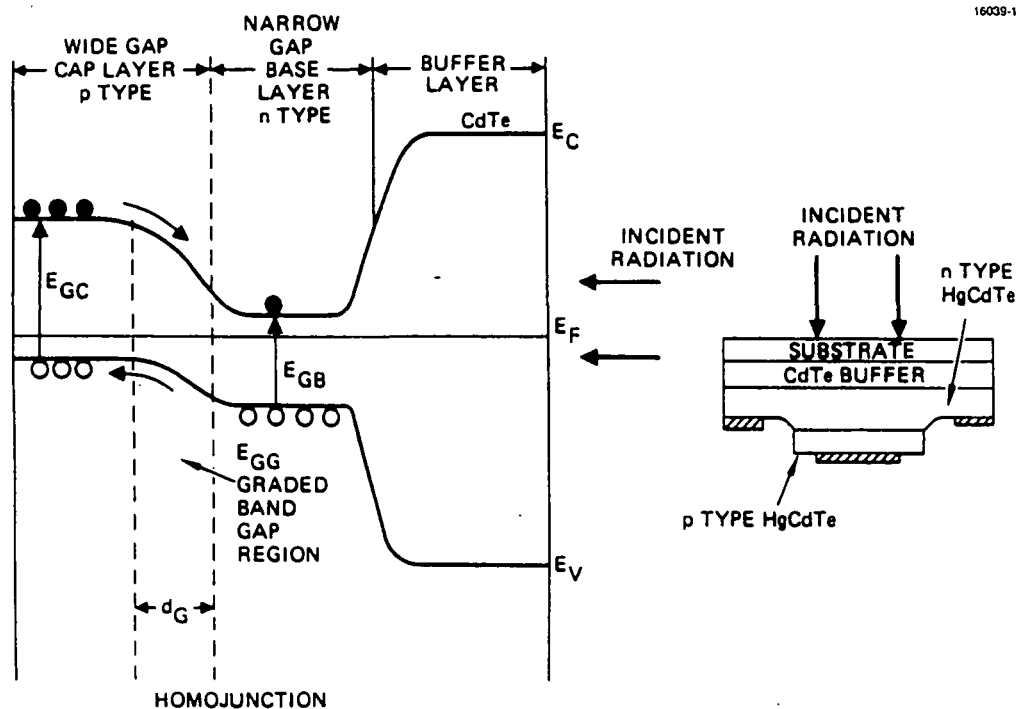 16039-1
WIDE GAP
CAP LAYER
p TYPE
NARROW
GAP
BASE
LAYER
n TYPE
BUFFER
LAYER
CdTe
E_C
E_GC
E_F
E_GB
E_GG
GRADED
BAND
GAP
REGION
E_V
d_G
HOMOJUNCTION
INCIDENT
RADIATION
INCIDENT
RADIATION
n TYPE
HgCdTe
SUBSTRATE
CdTe BUFFER
p TYPE HgCdTe